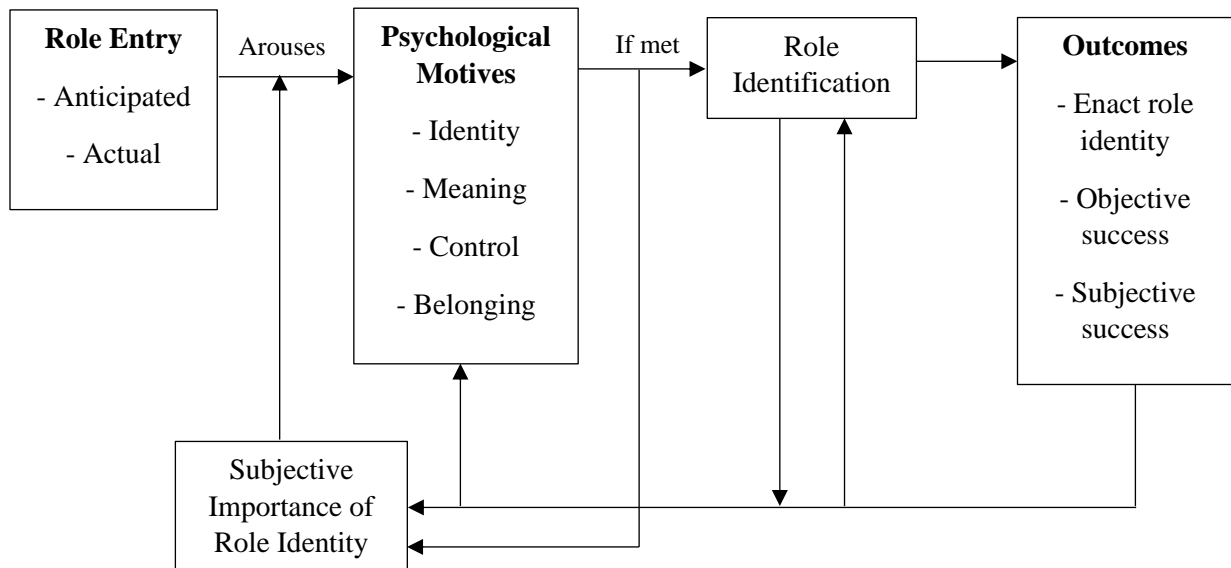 Role Entry
- Anticipated
- Actual
Arouses
Psychological
Motives
- Identity
- Meaning
- Control
- Belonging
If met
Role
Identification
Outcomes
- Enact role
identity
- Objective
success
- Subjective
success
Subjective
Importance of
Role Identity